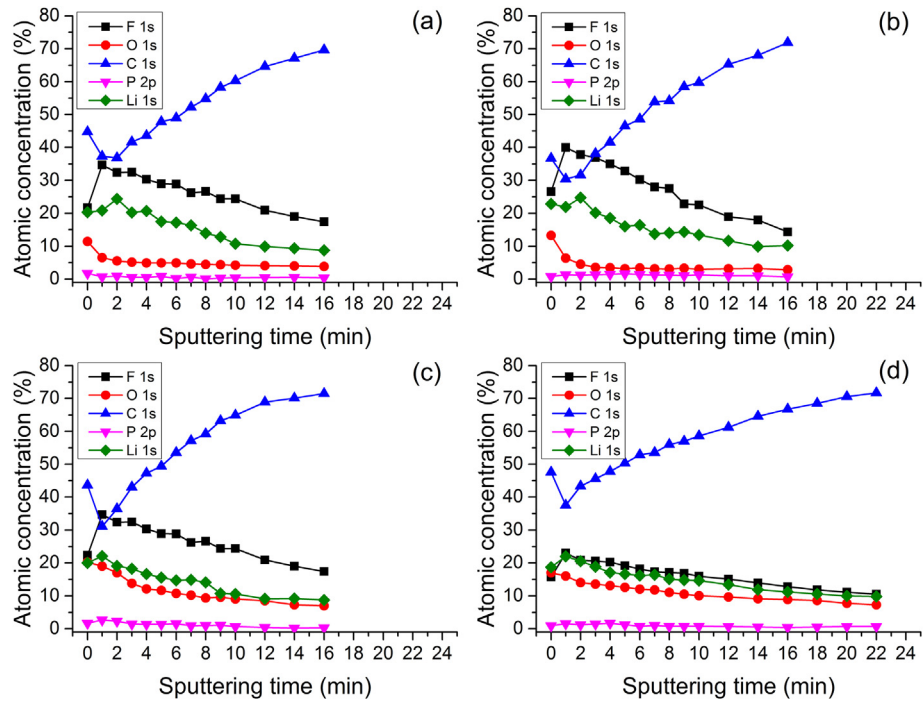 (a)
F 1s
O 1s
C 1s
P 2p
Li 1s
80
70
60
50
40
30
20
10
0
Atomic concentration (%)
0 2 4 6 8 10 12 14 16 18 20 22 24
Sputtering time (min)
(b)
F 1s
O 1s
C 1s
P 2p
Li 1s
80
70
60
50
40
30
20
10
0
Atomic concentration (%)
0 2 4 6 8 10 12 14 16 18 20 22 24
Sputtering time (min)
(c)
F 1s
O 1s
C 1s
P 2p
Li 1s
80
70
60
50
40
30
20
10
0
Atomic concentration (%)
0 2 4 6 8 10 12 14 16 18 20 22 24
Sputtering time (min)
(d)
F 1s
O 1s
C 1s
P 2p
Li 1s
80
70
60
50
40
30
20
10
0
Atomic concentration (%)
0 2 4 6 8 10 12 14 16 18 20 22 24
Sputtering time (min)